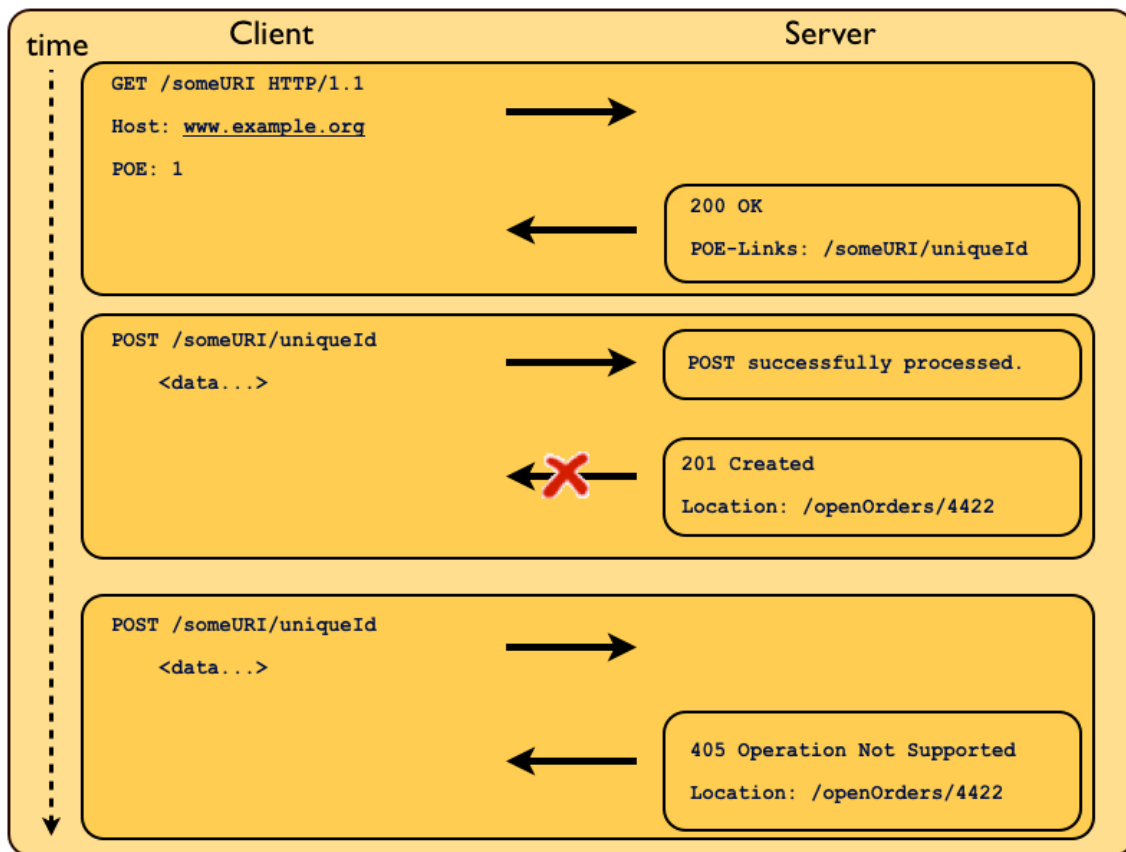 time
Client
Server
GET /someURI HTTP/1.1
Host: www.example.org
POE: 1
200 OK
POE-Links: /someURI/uniqueId
POST /someURI/uniqueId
<data...>
POST successfully processed.
201 Created
Location: /openOrders/4422
POST /someURI/uniqueId
<data...>
405 Operation Not Supported
Location: /openOrders/4422